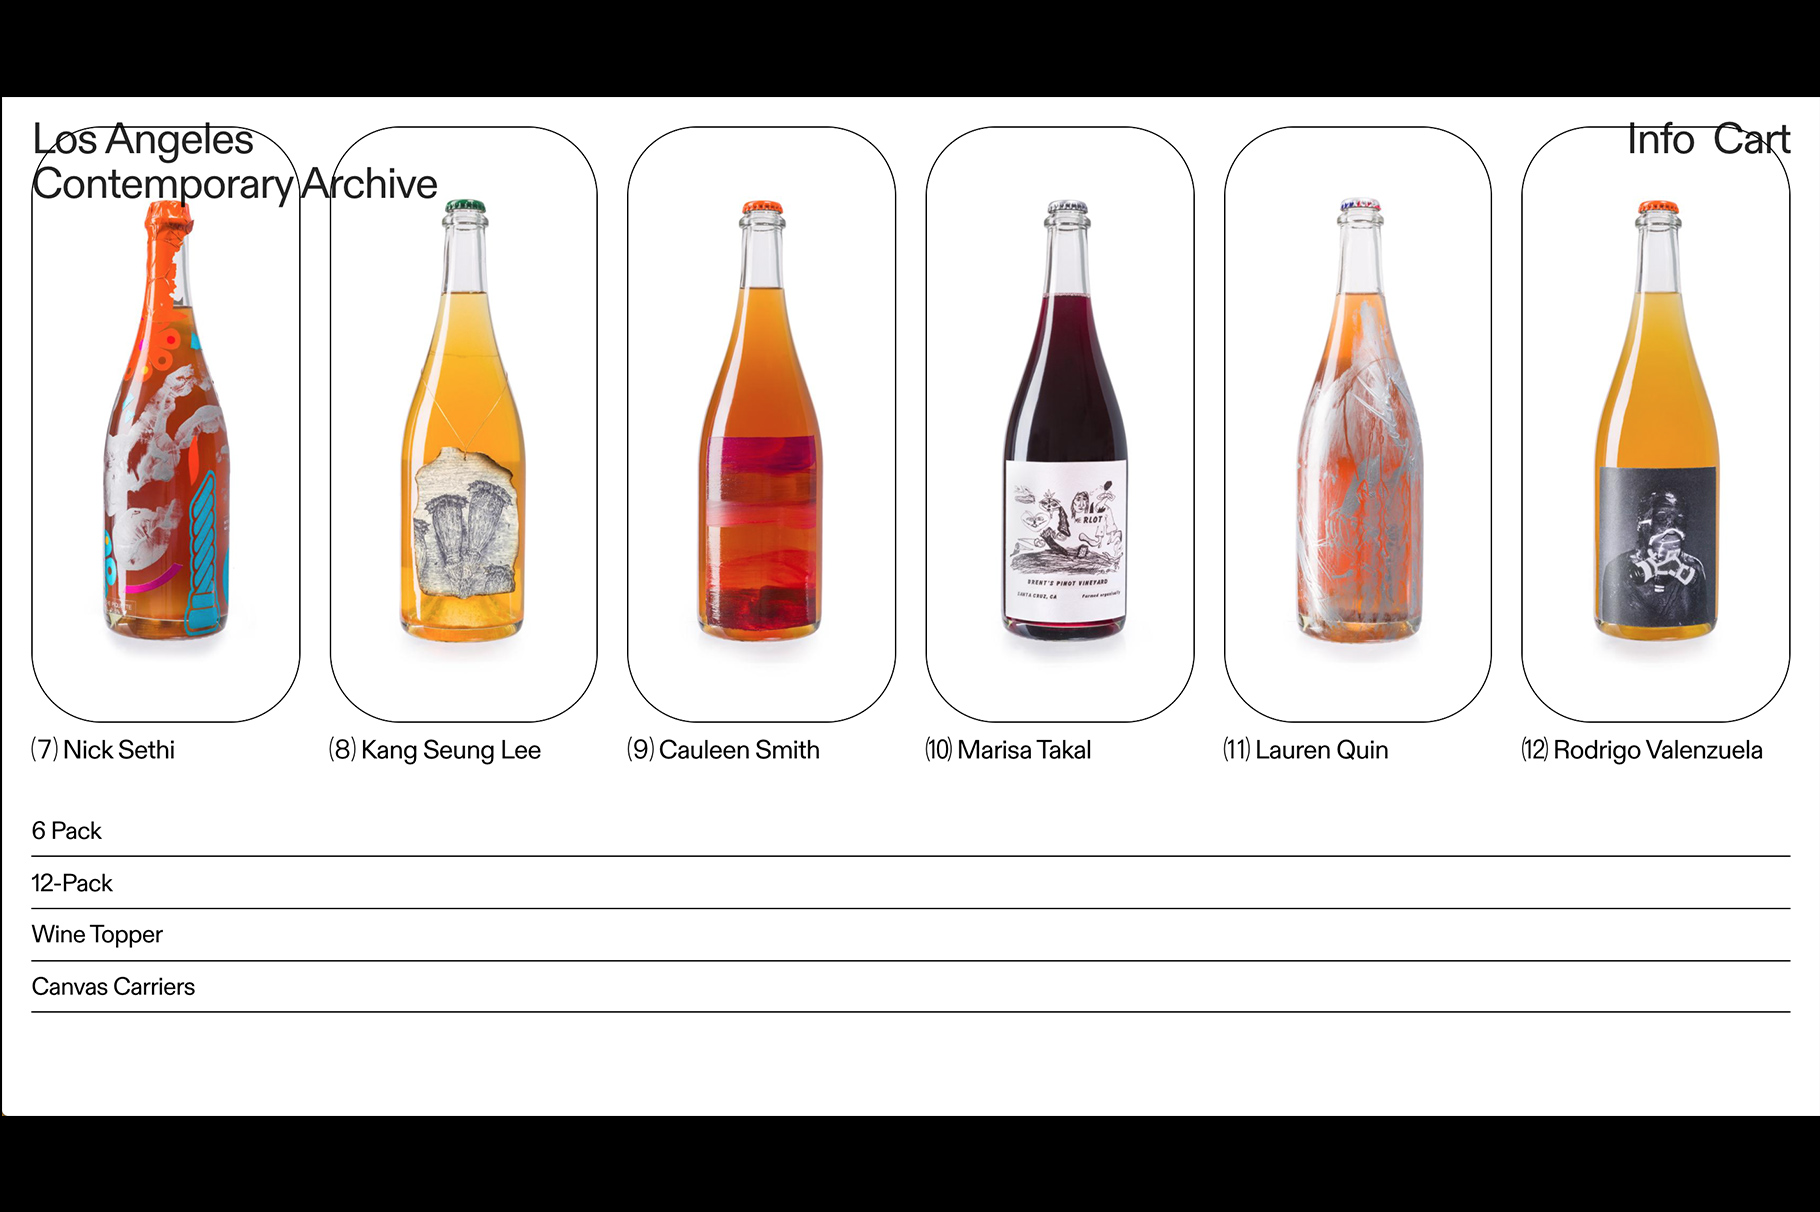 Los Angeles
Contemporary Archive
Info Cart
RLOT
BRENT'S PINOT VINEYARD
SANTA CRUZ, CA Farmed organically
(7) Nick Sethi
(8) Kang Seung Lee
(9) Cauleen Smith
(10) Marisa Takal
(11) Lauren Quin
(12) Rodrigo Valenzuela
6 Pack
12-Pack
Wine Topper
Canvas Carriers